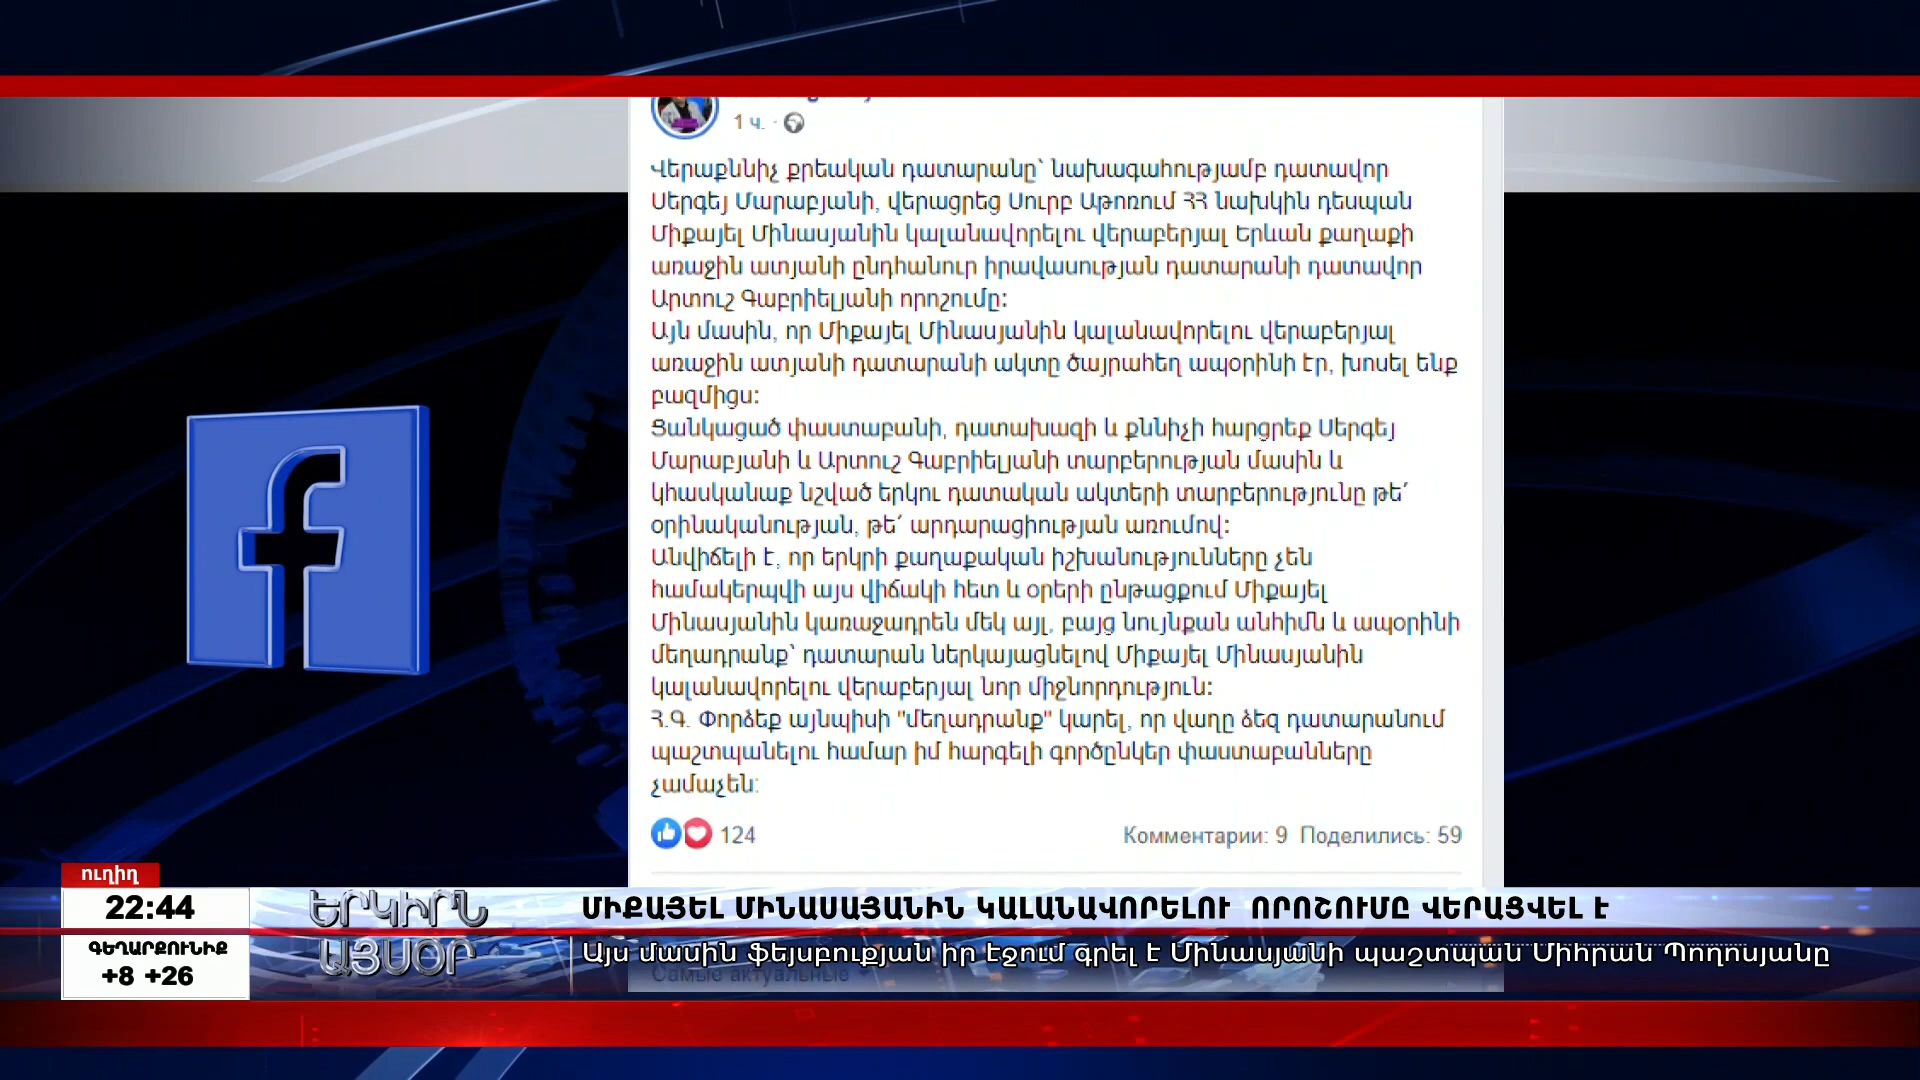 1 ч. ·
Վերաքննիչ քրեական դատարանը՝ նախագահությամբ դատավոր
Սերգեյ Մարաբյանի, վերացրեց Սուրբ Աթոռում ՀՀ նախկին դեսպան
Միքայել Մինասյանին կալանավորելու վերաբերյալ Երևան քաղաքի
առաջին ատյանի ընդհանուր իրավասության դատարանի դատավոր
Արտուշ Գաբրիելյանի որոշումը:
Այն մասին, որ Միքայել Մինասյանին կալանավորելու վերաբերյալ
առաջին ատյանի դատարանի ակտը ծայրահեղ ապօրինի էր, խոսել ենք
բազմիցս:
Ցանկացած փաստաբանի, դատախազի և քննիչի հարցրեք Սերգեյ
Մարաբյանի և Արտուշ Գաբրիելյանի տարբերության մասին և
կհասկանաք նշված երկու դատական ակտերի տարբերությունը թե՛
օրինականության, թե՛ արդարացիության առումով:
Անվիճելի է, որ երկրի քաղաքական իշխանությունները չեն
համակերպվի այս վիճակի հետ և օրերի ընթացքում Միքայել
Մինասյանին կառաջադրեն մեկ այլ, բայց նույնքան անհիմն և ապօրինի
մեղադրանք՝ դատարան ներկայացնելով Միքայել Մինասյանին
կալանավորելու վերաբերյալ նոր միջնորդություն:
Հ.Գ. Փորձեք այնպիսի "մեղադրանք" կարել, որ վաղը ձեզ դատարանում
պաշտպանելու համար իմ հարգելի գործընկեր փաստաբանները
չամաչեն:
124 Комментарии: 9 Поделились: 59
ուղիղ
22:44
ԳԵՂԱՐՔՈՒՆԻՔ
+8 +26
ԵՐԿԻՐՆ
ԱՅՍՕՐ
ՄԻՔԱՅԵԼ ՄԻՆԱՍԱՅԱՆԻՆ ԿԱԼԱՆԱՎՈՐԵԼՈՒ ՈՐՈՇՈՒՄԸ ՎԵՐԱՑՎԵԼ Է
Այս մասին ֆեյսբուքյան իր էջում գրել է Մինասյանի պաշտպան Միհրան Պողոսյանը
Самые актуальные